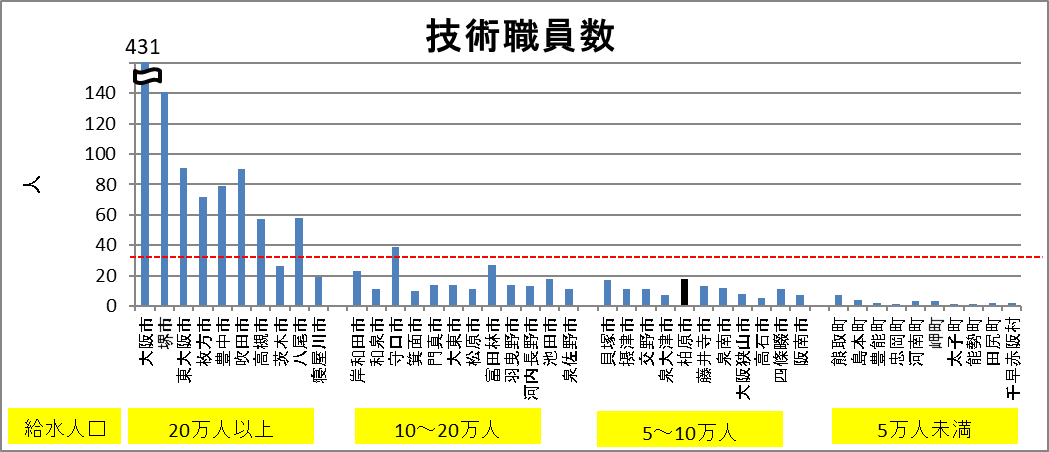 技術職員数
431
人
140
120
100
80
60
40
20
0
大阪市
堺市
東大阪市
枚方市
豊中市
吹田市
高槻市
茨木市
八尾市
寝屋川市
岸和田市
和泉市
守口市
箕面市
門真市
大東市
松原市
富田林市
羽曳野市
河内長野市
池田市
泉佐野市
貝塚市
摂津市
交野市
泉大津市
柏原市
藤井寺市
泉南市
大阪狭山市
高石市
四條畷市
阪南市
熊取町
島本町
豊能町
忠岡町
河南町
岬町
太子町
能勢町
田尻町
千早赤阪村
給水人口
20万人以上
10～20万人
5～10万人
5万人未満